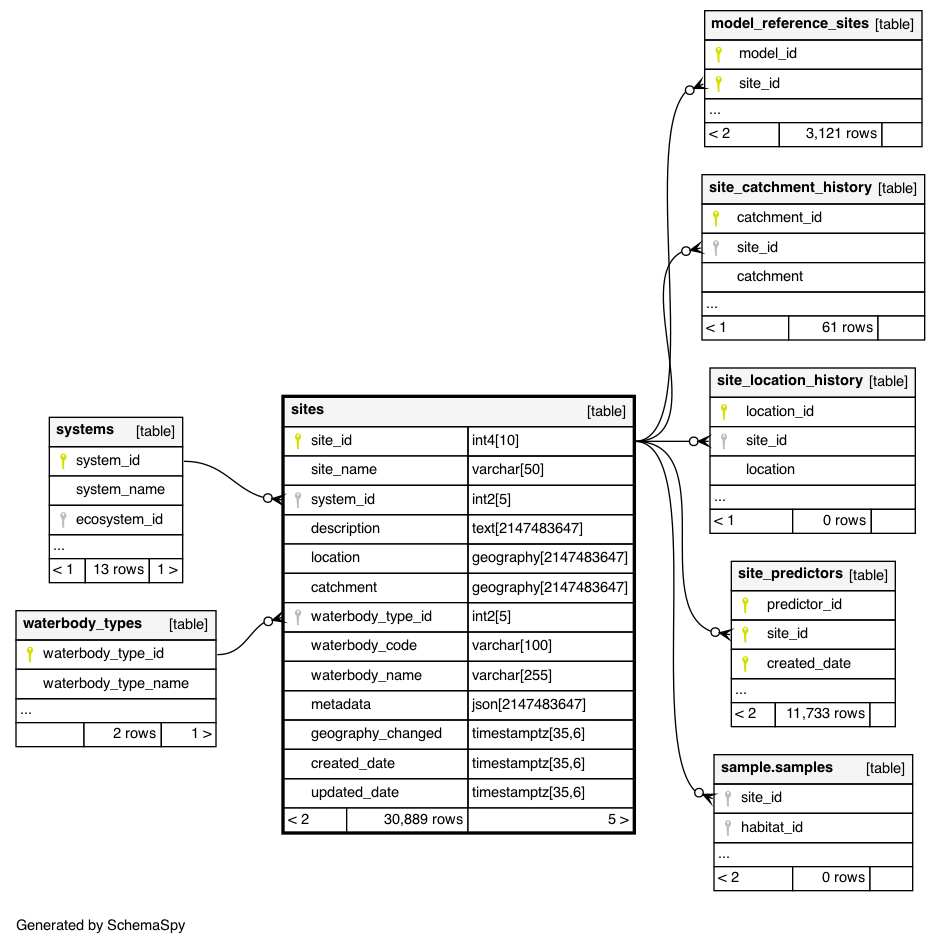 model_reference_sites [table]
model_id
site_id
...
< 2 3,121 rows
site_catchment_history [table]
catchment_id
site_id
catchment
...
< 1 61 rows
site_location_history [table]
location_id
site_id
location
...
< 1 0 rows
site_predictors [table]
predictor_id
site_id
created_date
...
< 2 11,733 rows
sample.samples [table]
site_id
habitat_id
...
< 2 0 rows
sites [table]
site_id int4[10]
site_name varchar[50]
system_id int2[5]
description text[2147483647]
location geography[2147483647]
catchment geography[2147483647]
waterbody_type_id int2[5]
waterbody_code varchar[100]
waterbody_name varchar[255]
metadata json[2147483647]
geography_changed timestamptz[35,6]
created_date timestamptz[35,6]
updated_date timestamptz[35,6]
< 2 30,889 rows 5 >
systems [table]
system_id
system_name
ecosystem_id
...
< 1 13 rows 1 >
waterbody_types [table]
waterbody_type_id
waterbody_type_name
...
2 rows 1 >
Generated by SchemaSpy